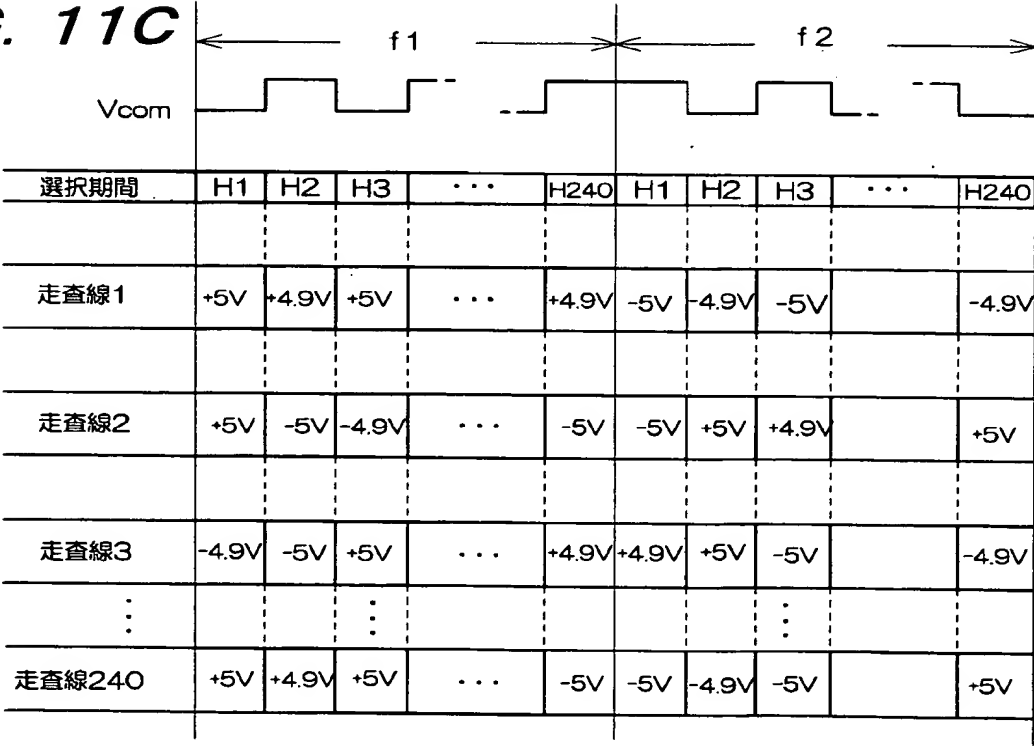 G. 11C
f1 f2
Vcom
選択期間 H1 H2 H3 ··· H240 H1 H2 H3 ··· H240
走査線1 +5V +4.9V +5V ··· +4.9V -5V -4.9V -5V -4.9V
走査線2 +5V -5V -4.9V ··· -5V -5V +5V +4.9V +5V
走査線3 -4.9V -5V +5V ··· +4.9V +4.9V +5V -5V -4.9V
走査線240 +5V +4.9V +5V ··· -5V -5V -4.9V -5V +5V